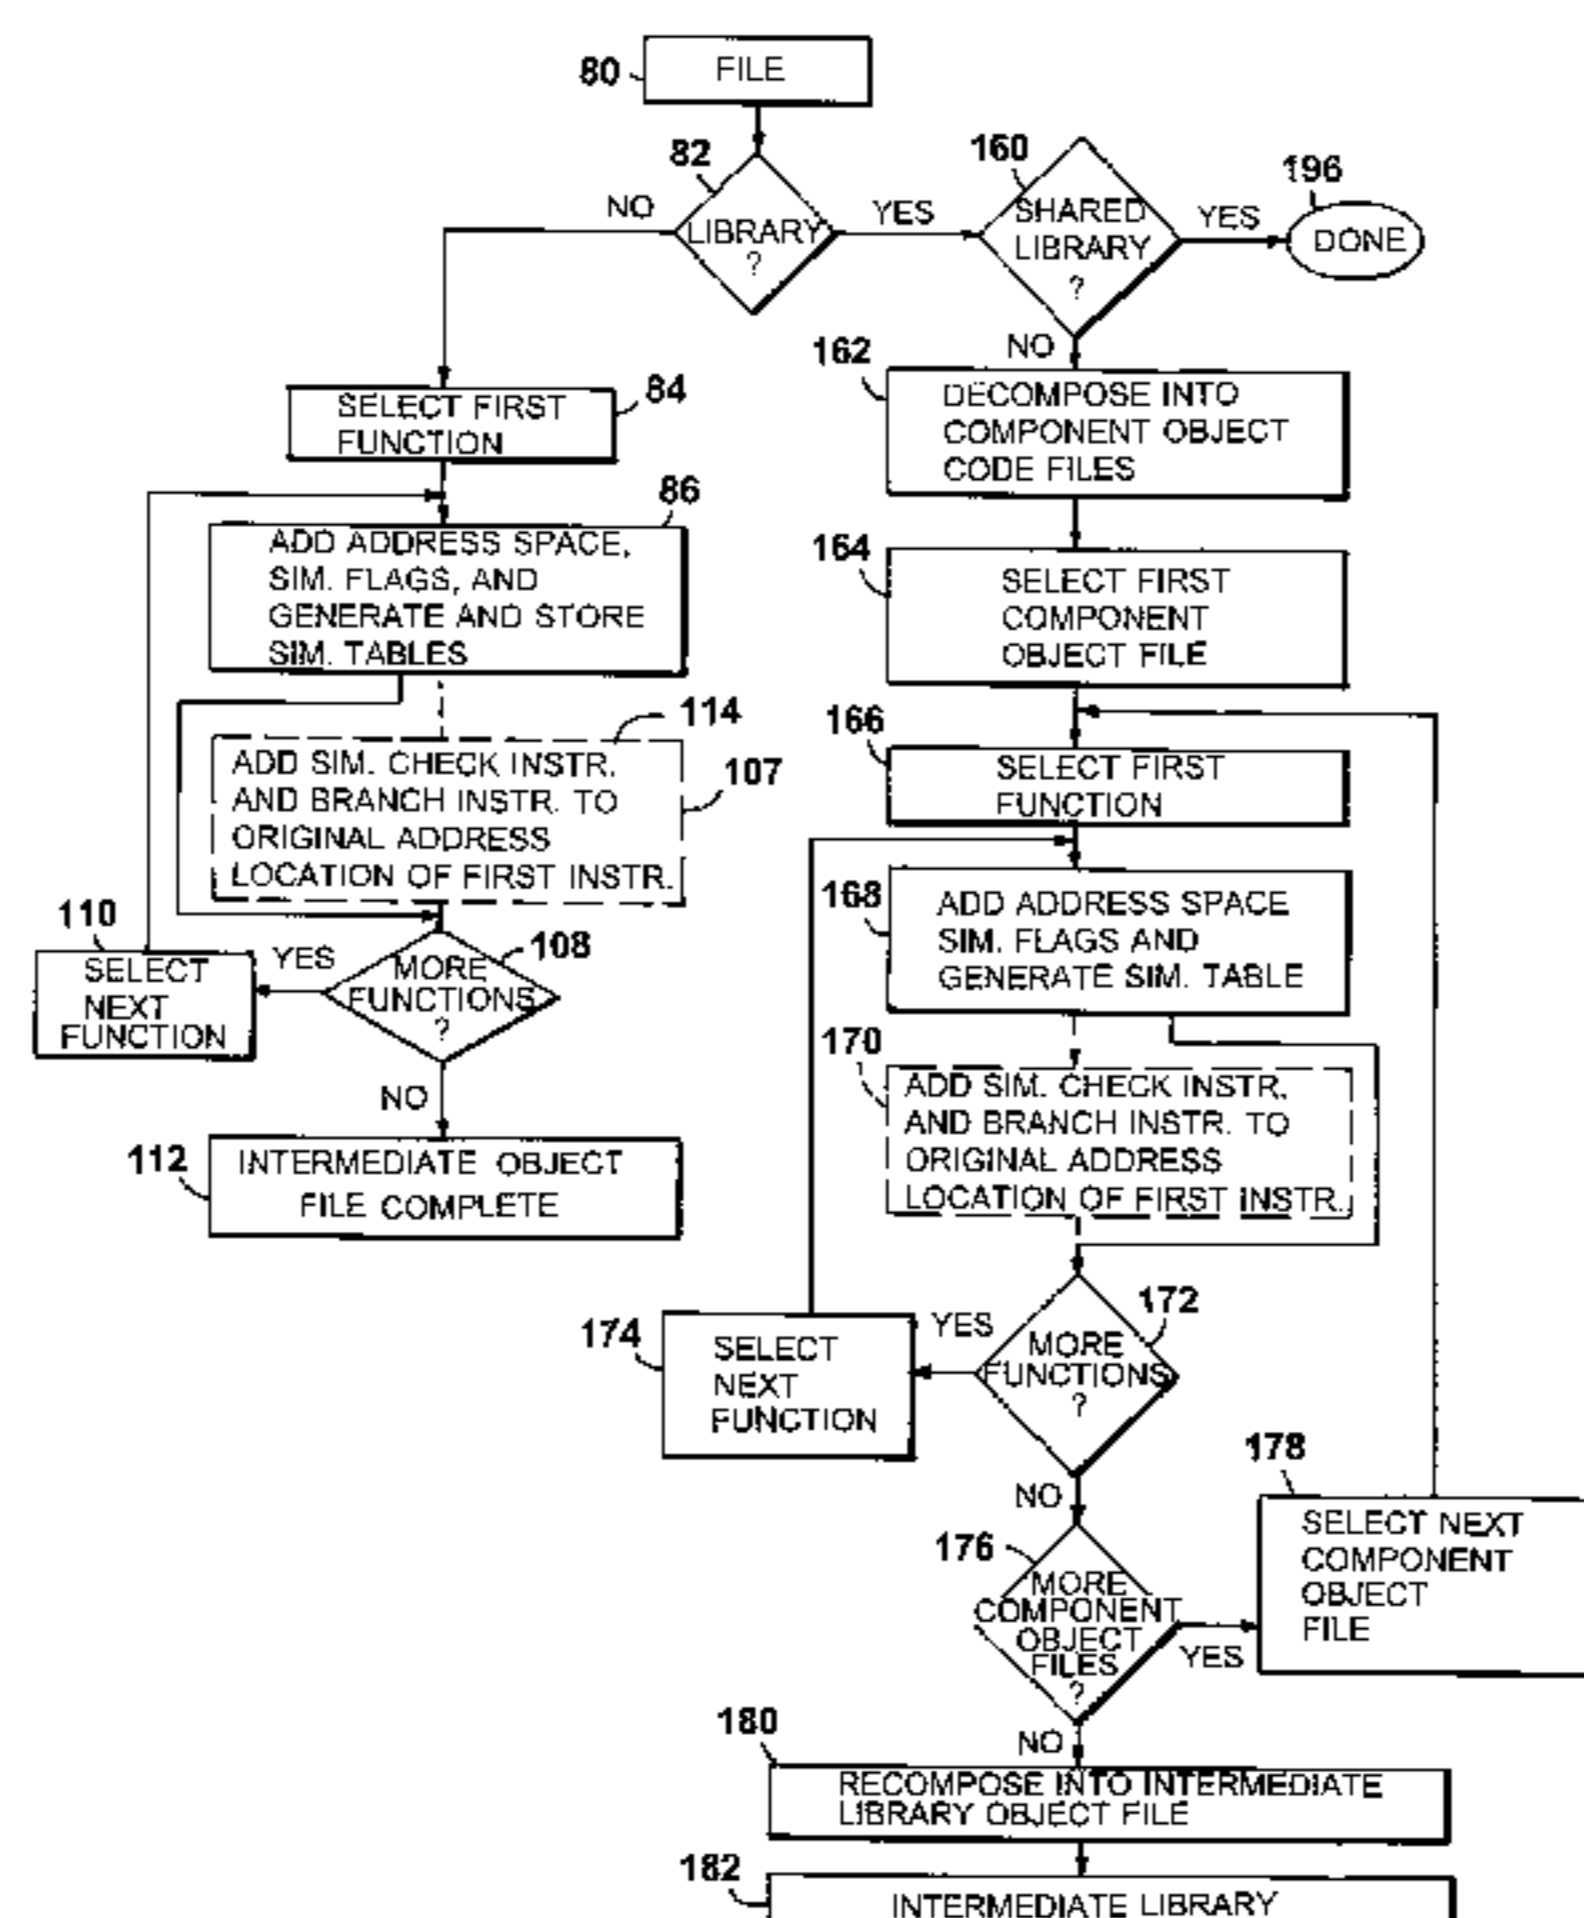 80
FILE
82
LIBRARY
?
NO
YES
160
SHARED
LIBRARY
?
YES
196
DONE
NO
84
SELECT FIRST
FUNCTION
86
ADD ADDRESS SPACE,
SIM. FLAGS, AND
GENERATE AND STORE
SIM. TABLES
114
107
ADD SIM. CHECK INSTR.
AND BRANCH INSTR. TO
ORIGINAL ADDRESS
LOCATION OF FIRST INSTR.
110
SELECT
NEXT
FUNCTION
YES
108
MORE
FUNCTIONS
?
NO
112
INTERMEDIATE OBJECT
FILE COMPLETE
162
DECOMPOSE INTO
COMPONENT OBJECT
CODE FILES
164
SELECT FIRST
COMPONENT
OBJECT FILE
166
SELECT FIRST
FUNCTION
168
ADD ADDRESS SPACE
SIM. FLAGS AND
GENERATE SIM. TABLE
170
ADD SIM. CHECK INSTR.
AND BRANCH INSTR. TO
ORIGINAL ADDRESS
LOCATION OF FIRST INSTR.
172
MORE
FUNCTIONS
?
YES
174
SELECT
NEXT
FUNCTION
NO
176
MORE
COMPONENT
OBJECT
FILES
?
YES
178
SELECT NEXT
COMPONENT
OBJECT
FILE
NO
180
RECOMPOSE INTO INTERMEDIATE
LIBRARY OBJECT FILE
182
INTERMEDIATE LIBRARY